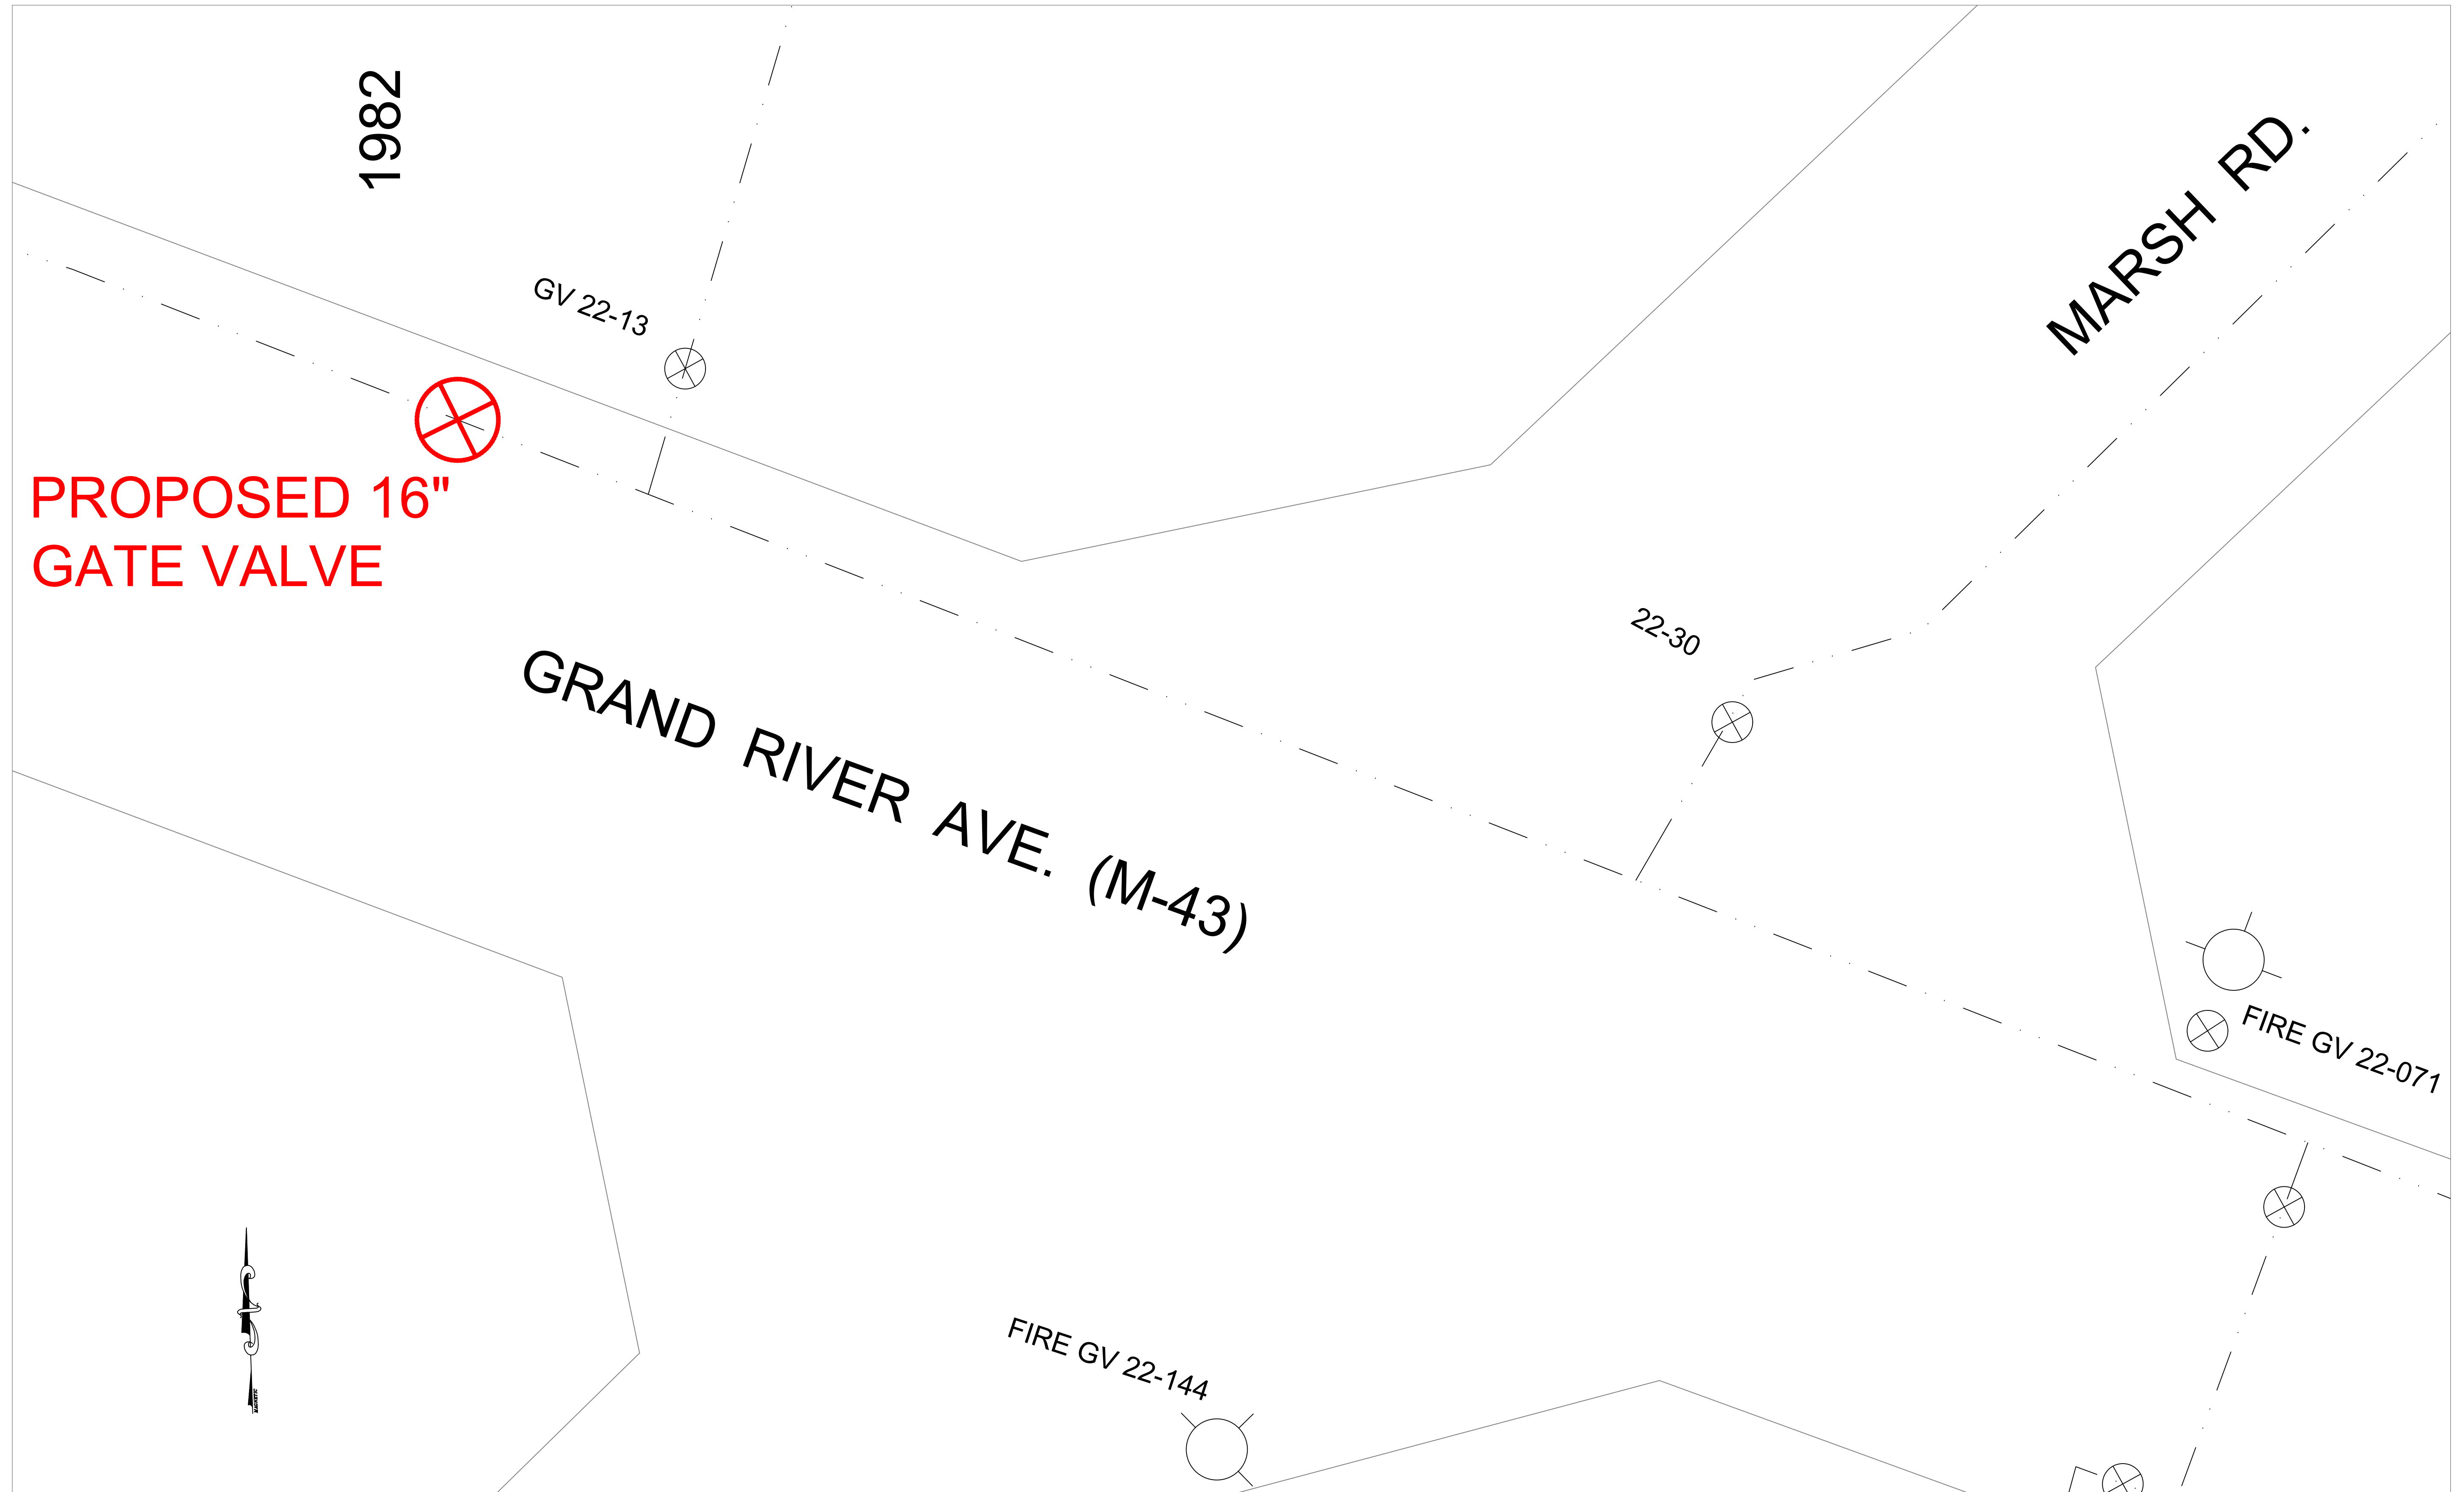 1982
MARSH RD.
GV 22-13
PROPOSED 16"
GATE VALVE
22-30
GRAND RIVER AVE. (M-43)
FIRE GV 22-071
FIRE GV 22-144
MAGNETIC